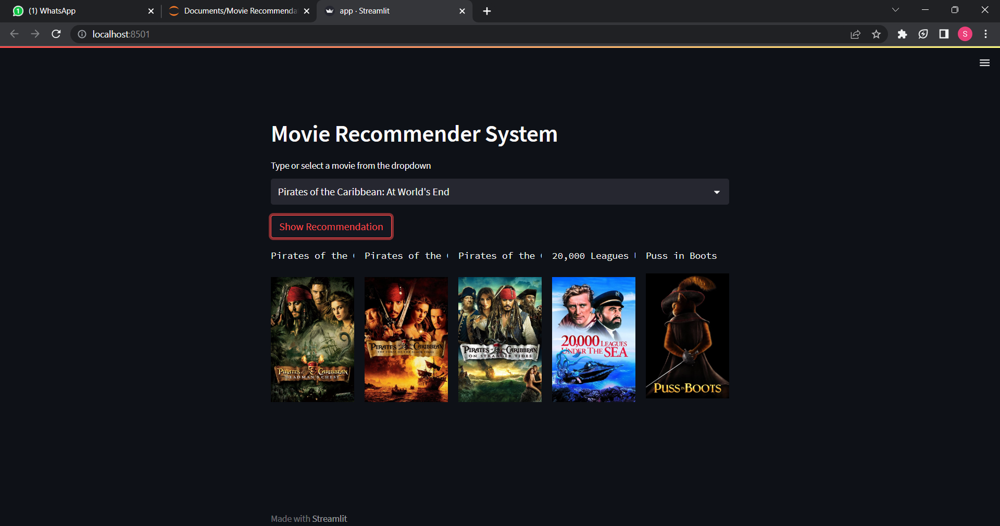 (1) WhatsApp
Documents/Movie Recommenda
app · Streamlit
localhost:8501
S
Movie Recommender System
Type or select a movie from the dropdown
Pirates of the Caribbean: At World's End
Show Recommendation
Pirates of the
Pirates of the
Pirates of the
20,000 Leagues
Puss in Boots
PIRATES of the CARIBBEAN
DEAD MAN'S CHEST
PIRATES of the CARIBBEAN
THE CURSE OF THE BLACK PEARL
PIRATES of the CARIBBEAN
ON STRANGER TIDES
20,000 LEAGUES
UNDER THE SEA
PUSS IN BOOTS
Made with Streamlit